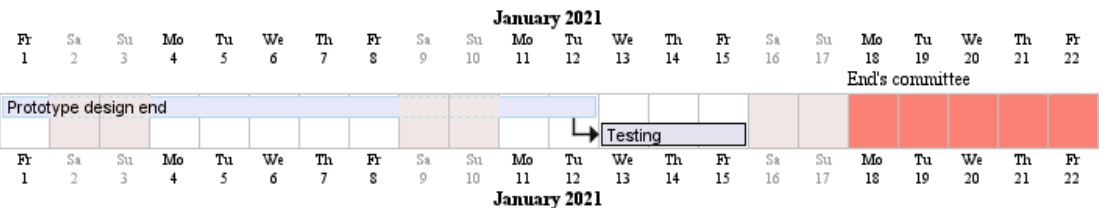 January 2021
Fr Sa Su Mo Tu We Th Fr Sa Su Mo Tu We Th Fr Sa Su Mo Tu We Th Fr
1 2 3 4 5 6 7 8 9 10 11 12 13 14 15 16 17 18 19 20 21 22
End's committee
Prototype design end
Testing
Fr Sa Su Mo Tu We Th Fr Sa Su Mo Tu We Th Fr Sa Su Mo Tu We Th Fr
1 2 3 4 5 6 7 8 9 10 11 12 13 14 15 16 17 18 19 20 21 22
January 2021